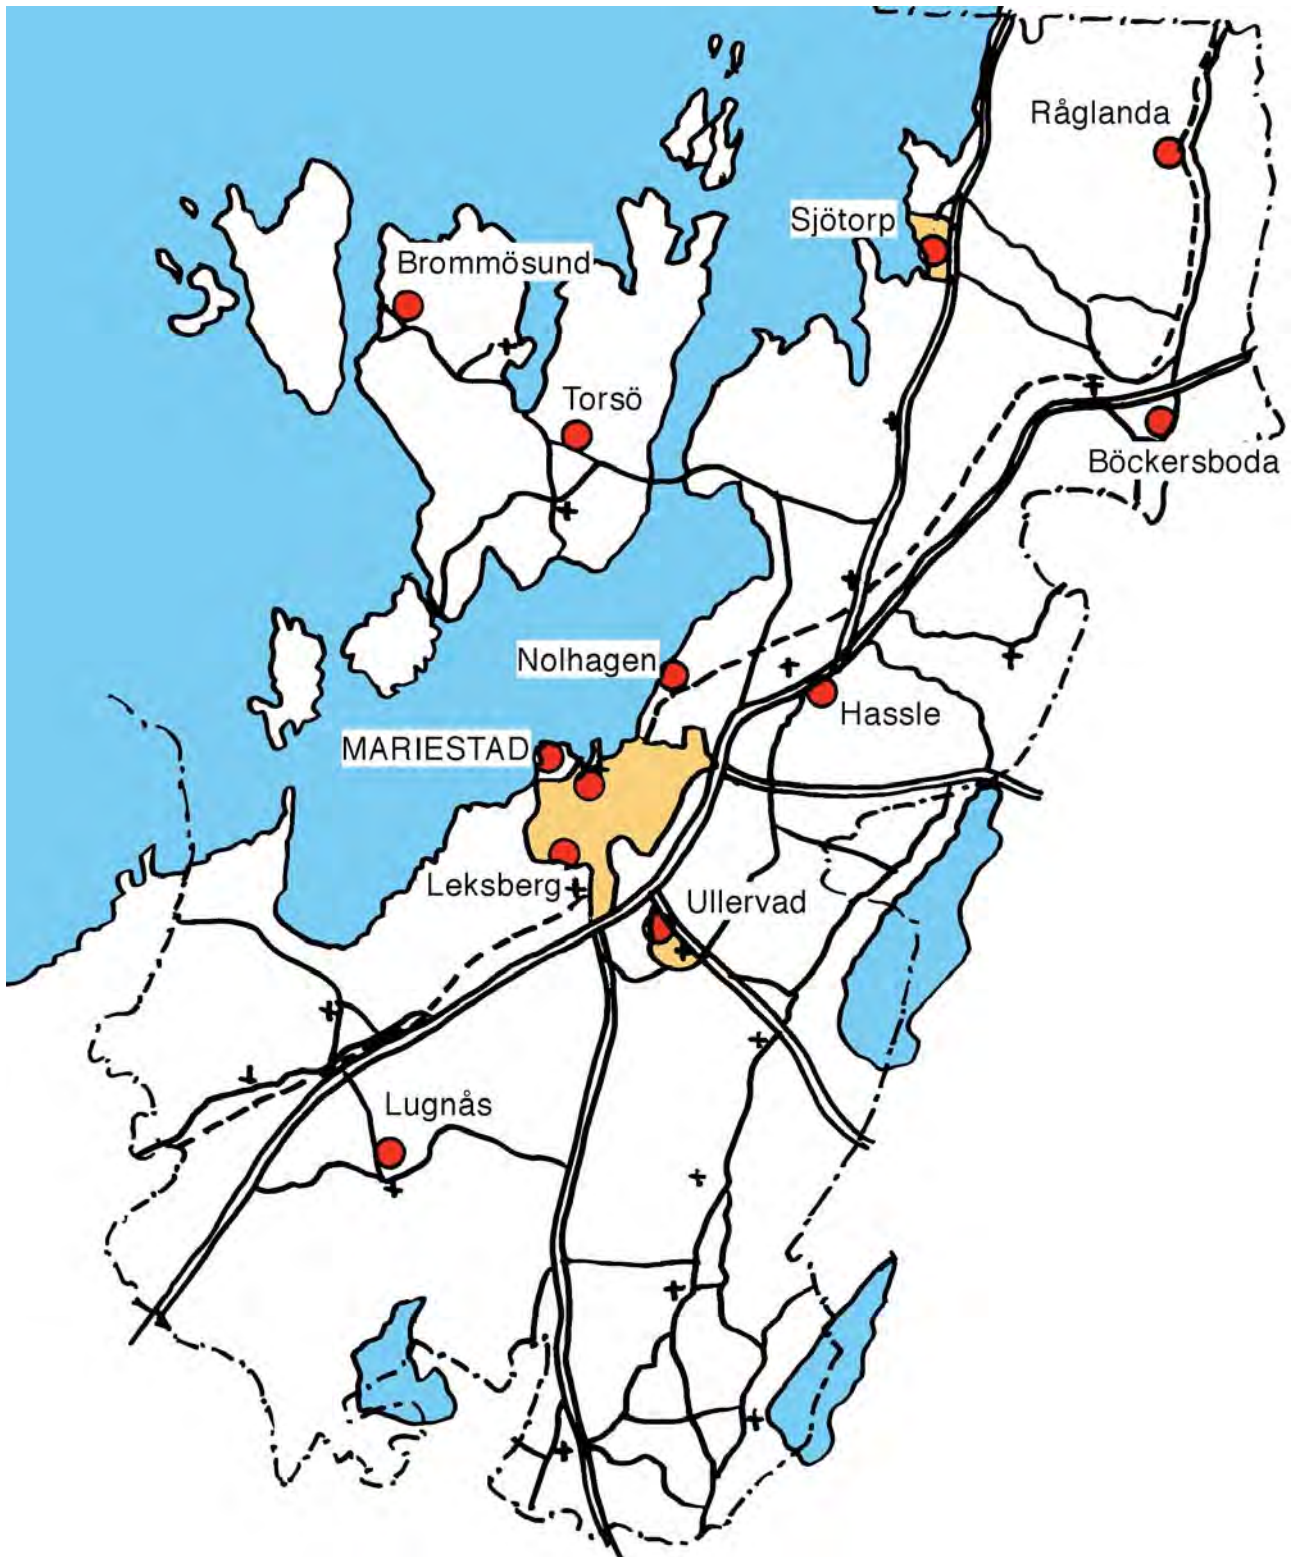 Råglanda
Sjötorp
Brommösund
Torsö
Böckersboda
Nolhagen
Hassle
MARIESTAD
Leksberg
Ullervad
Lugnås